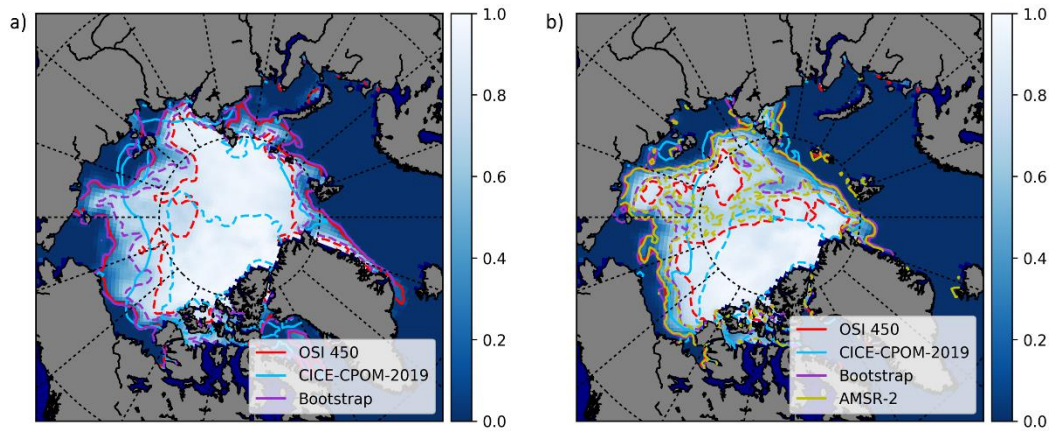 a)
1.0
0.8
0.6
0.4
0.2
0.0
OSI 450
CICE-CPOM-2019
Bootstrap
b)
1.0
0.8
0.6
0.4
0.2
0.0
OSI 450
CICE-CPOM-2019
Bootstrap
AMSR-2